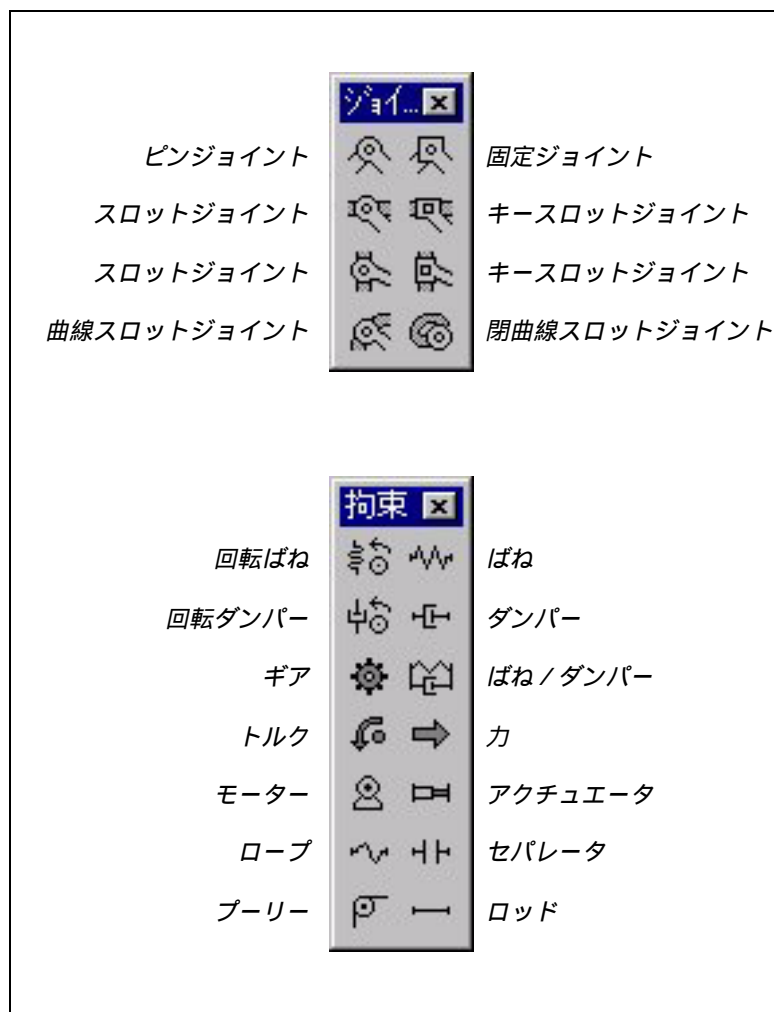 ジョイ...
ピンジョイント 固定ジョイント
スロットジョイント キースロットジョイント
スロットジョイント キースロットジョイント
曲線スロットジョイント 閉曲線スロットジョイント
拘束
回転ばね ばね
回転ダンパー ダンパー
ギア ばね / ダンパー
トルク 力
モーター アクチュエータ
ロープ セパレータ
プーリー ロッド